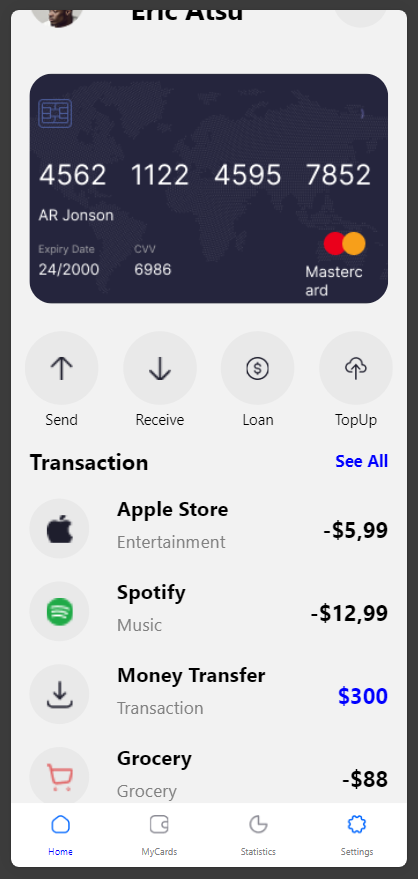 Eric Atsu
4562 1122 4595 7852
AR Jonson
Expiry Date CVV
24/2000 6986
Masterc
ard
Send Receive Loan TopUp
Transaction See All
Apple Store
Entertainment
-$5,99
Spotify
Music
-$12,99
Money Transfer
Transaction
$300
Grocery
Grocery
-$88
Home MyCards Statistics Settings